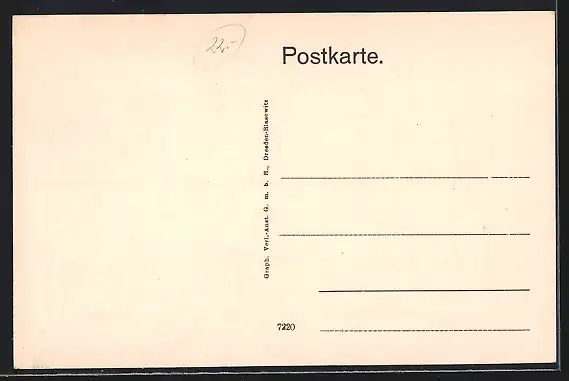 22.-
Postkarte.
Graph. Verl.-Anst. G. m. b. H., Dresden-Blasewitz
7220